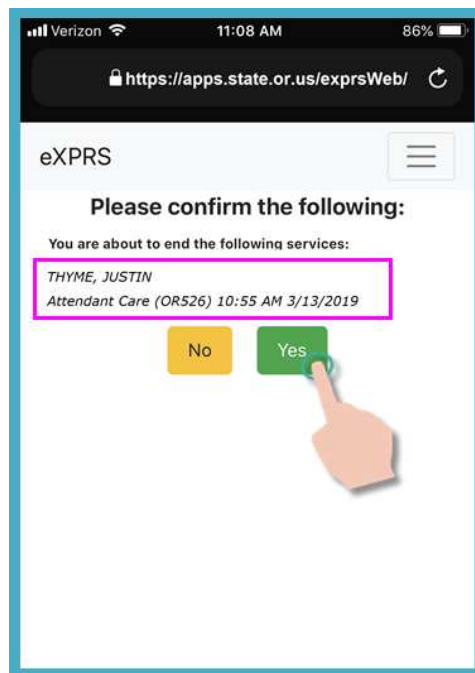 Verizon 11:08 AM 86%
https://apps.state.or.us/exprsWeb/
eXPRS
Please confirm the following:
You are about to end the following services:
THYME, JUSTIN
Attendant Care (OR526) 10:55 AM 3/13/2019
No Yes